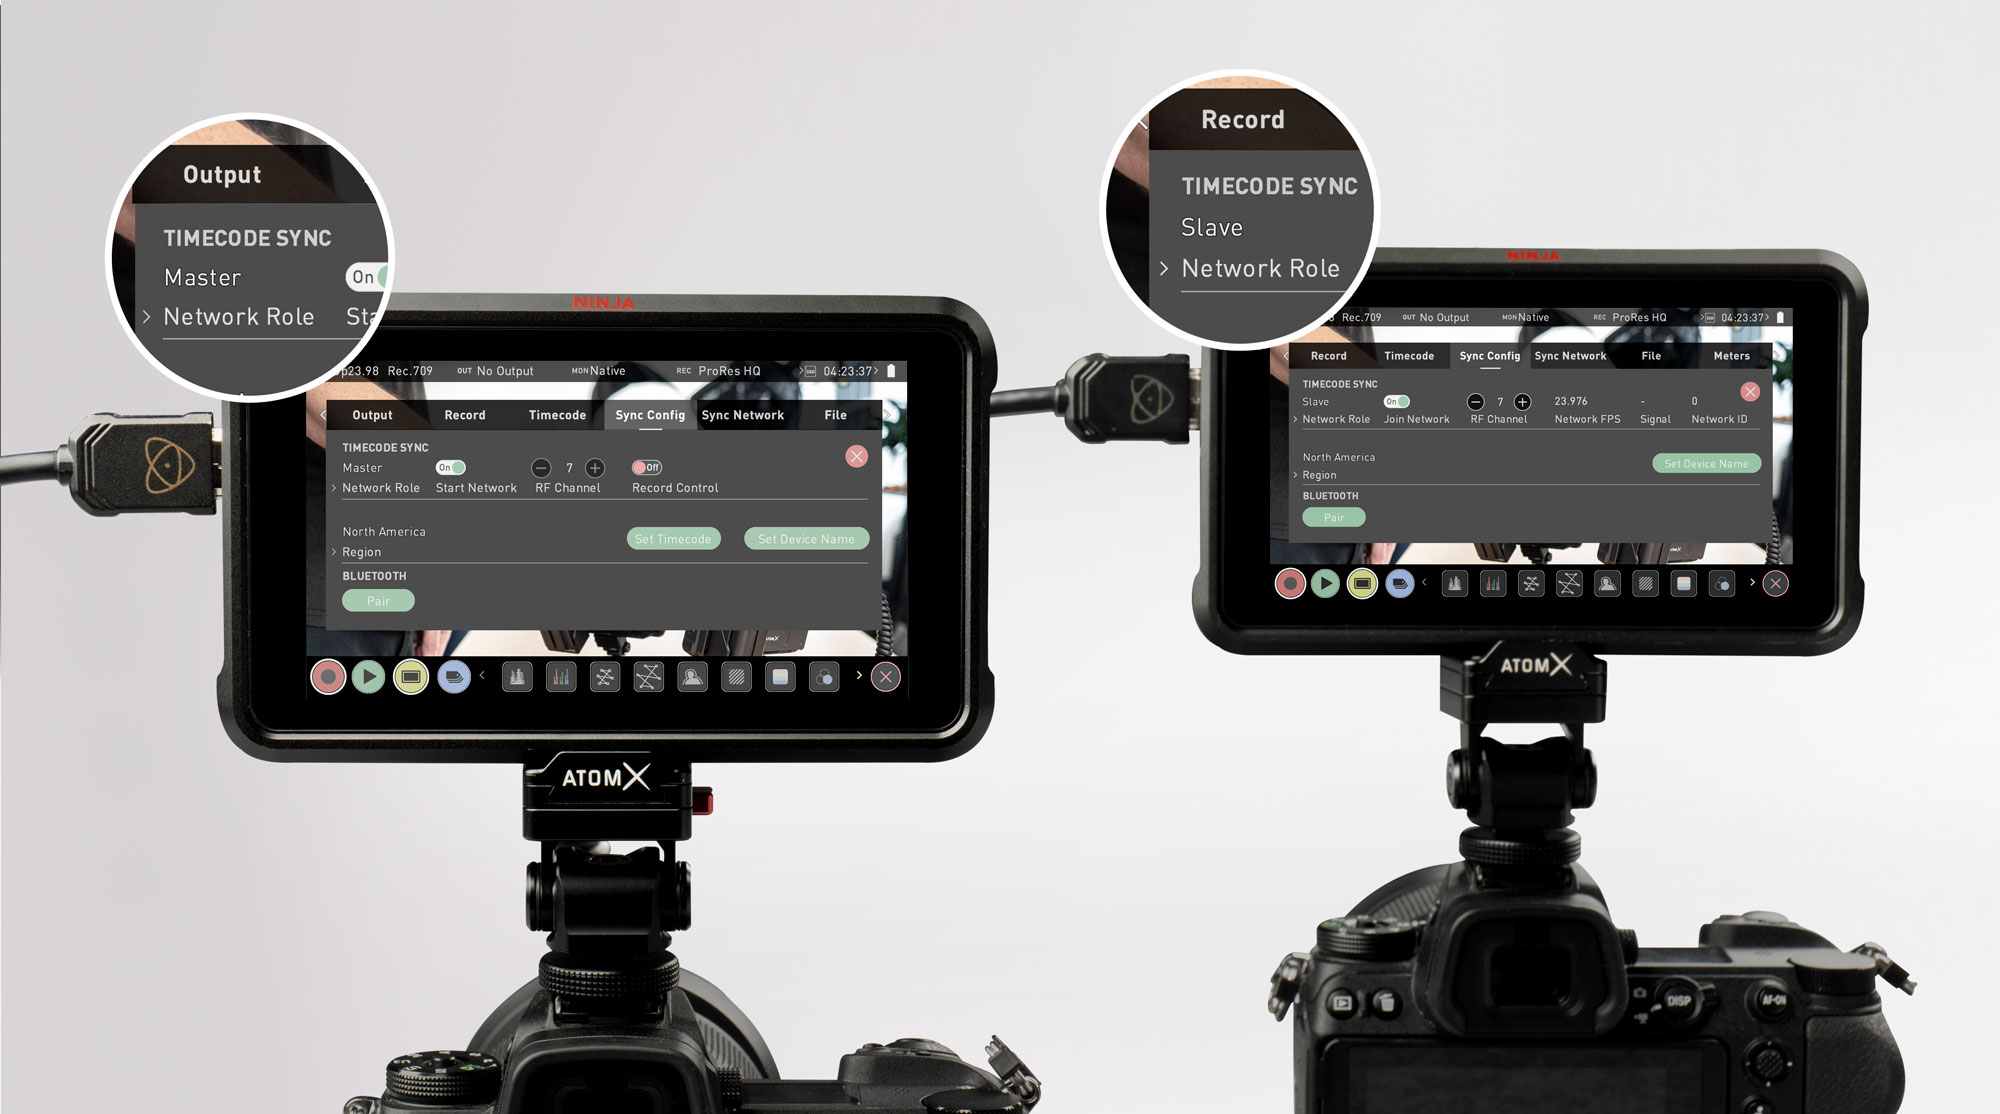 Output
TIMECODE SYNC
Master On
> Network Role Sta
NINJA
p23.98 Rec.709 OUT No Output MON Native REC ProRes HQ 04:23:37
Output Record Timecode Sync Config Sync Network File
TIMECODE SYNC
Master On 7 Off
> Network Role Start Network RF Channel Record Control
North America Set Timecode Set Device Name
> Region
BLUETOOTH
Pair
ATOMX
Record
TIMECODE SYNC
Slave
> Network Role
NINJA
Rec.709 OUT No Output MON Native REC ProRes HQ 04:23:37
Record Timecode Sync Config Sync Network File Meters
TIMECODE SYNC
Slave On 7 23.976 - 0
> Network Role Join Network RF Channel Network FPS Signal Network ID
North America Set Device Name
> Region
BLUETOOTH
Pair
ATOMX
DISP
AF-ON